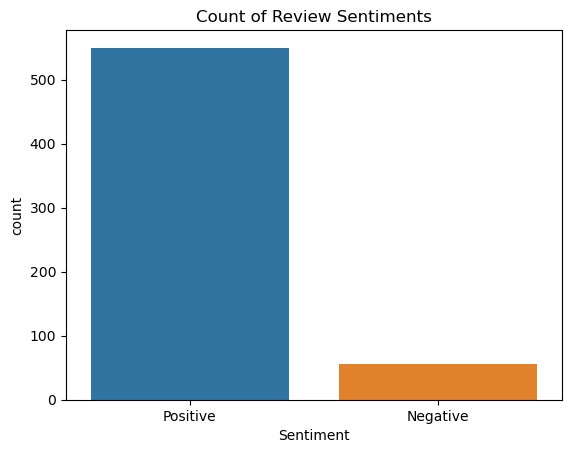 Count of Review Sentiments
500
400
300
200
100
0
count
Positive
Negative
Sentiment